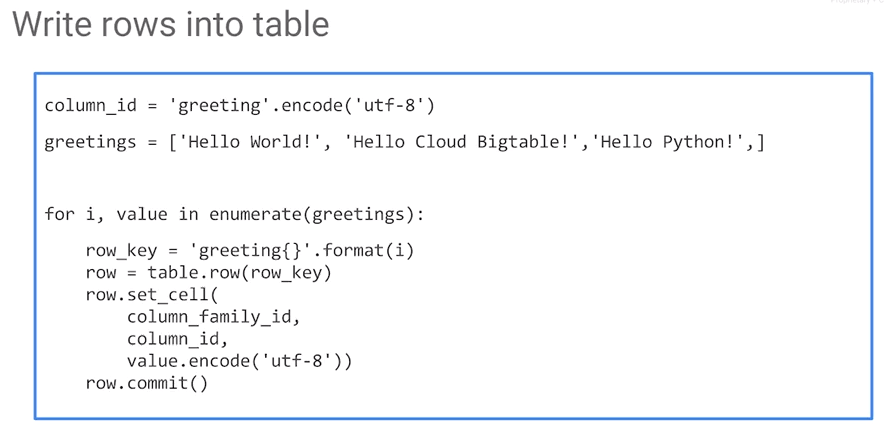 Write rows into table
column_id = 'greeting'.encode('utf-8')
greetings = ['Hello World!', 'Hello Cloud Bigtable!','Hello Python!',]
for i, value in enumerate(greetings):
    row_key = 'greeting{}'.format(i)
    row = table.row(row_key)
    row.set_cell(
        column_family_id,
        column_id,
        value.encode('utf-8'))
    row.commit()